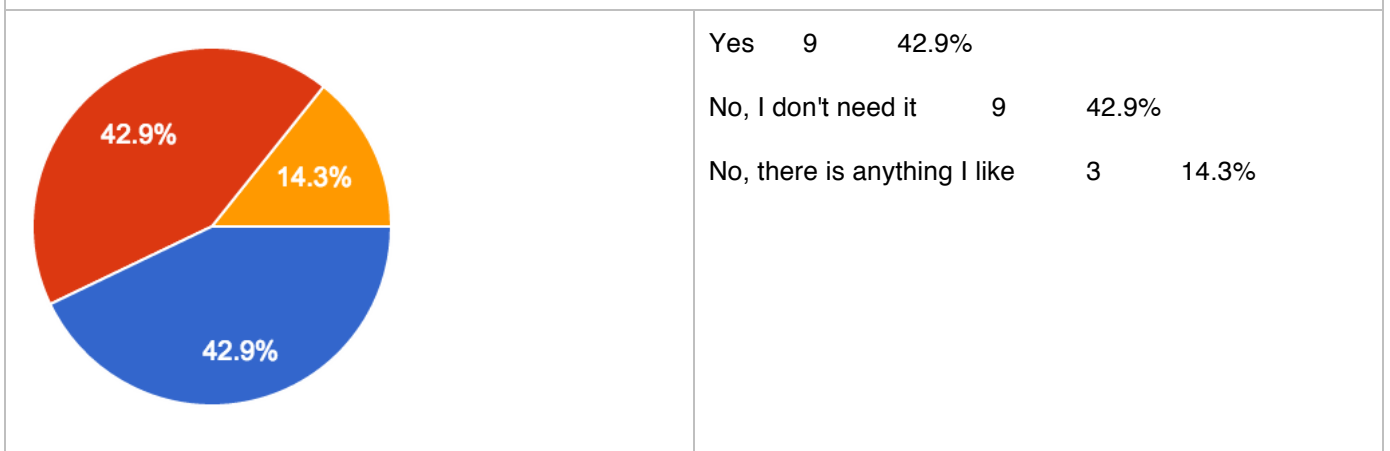 42.9%
14.3%
42.9%
Yes 9 42.9%
No, I don't need it 9 42.9%
No, there is anything I like 3 14.3%